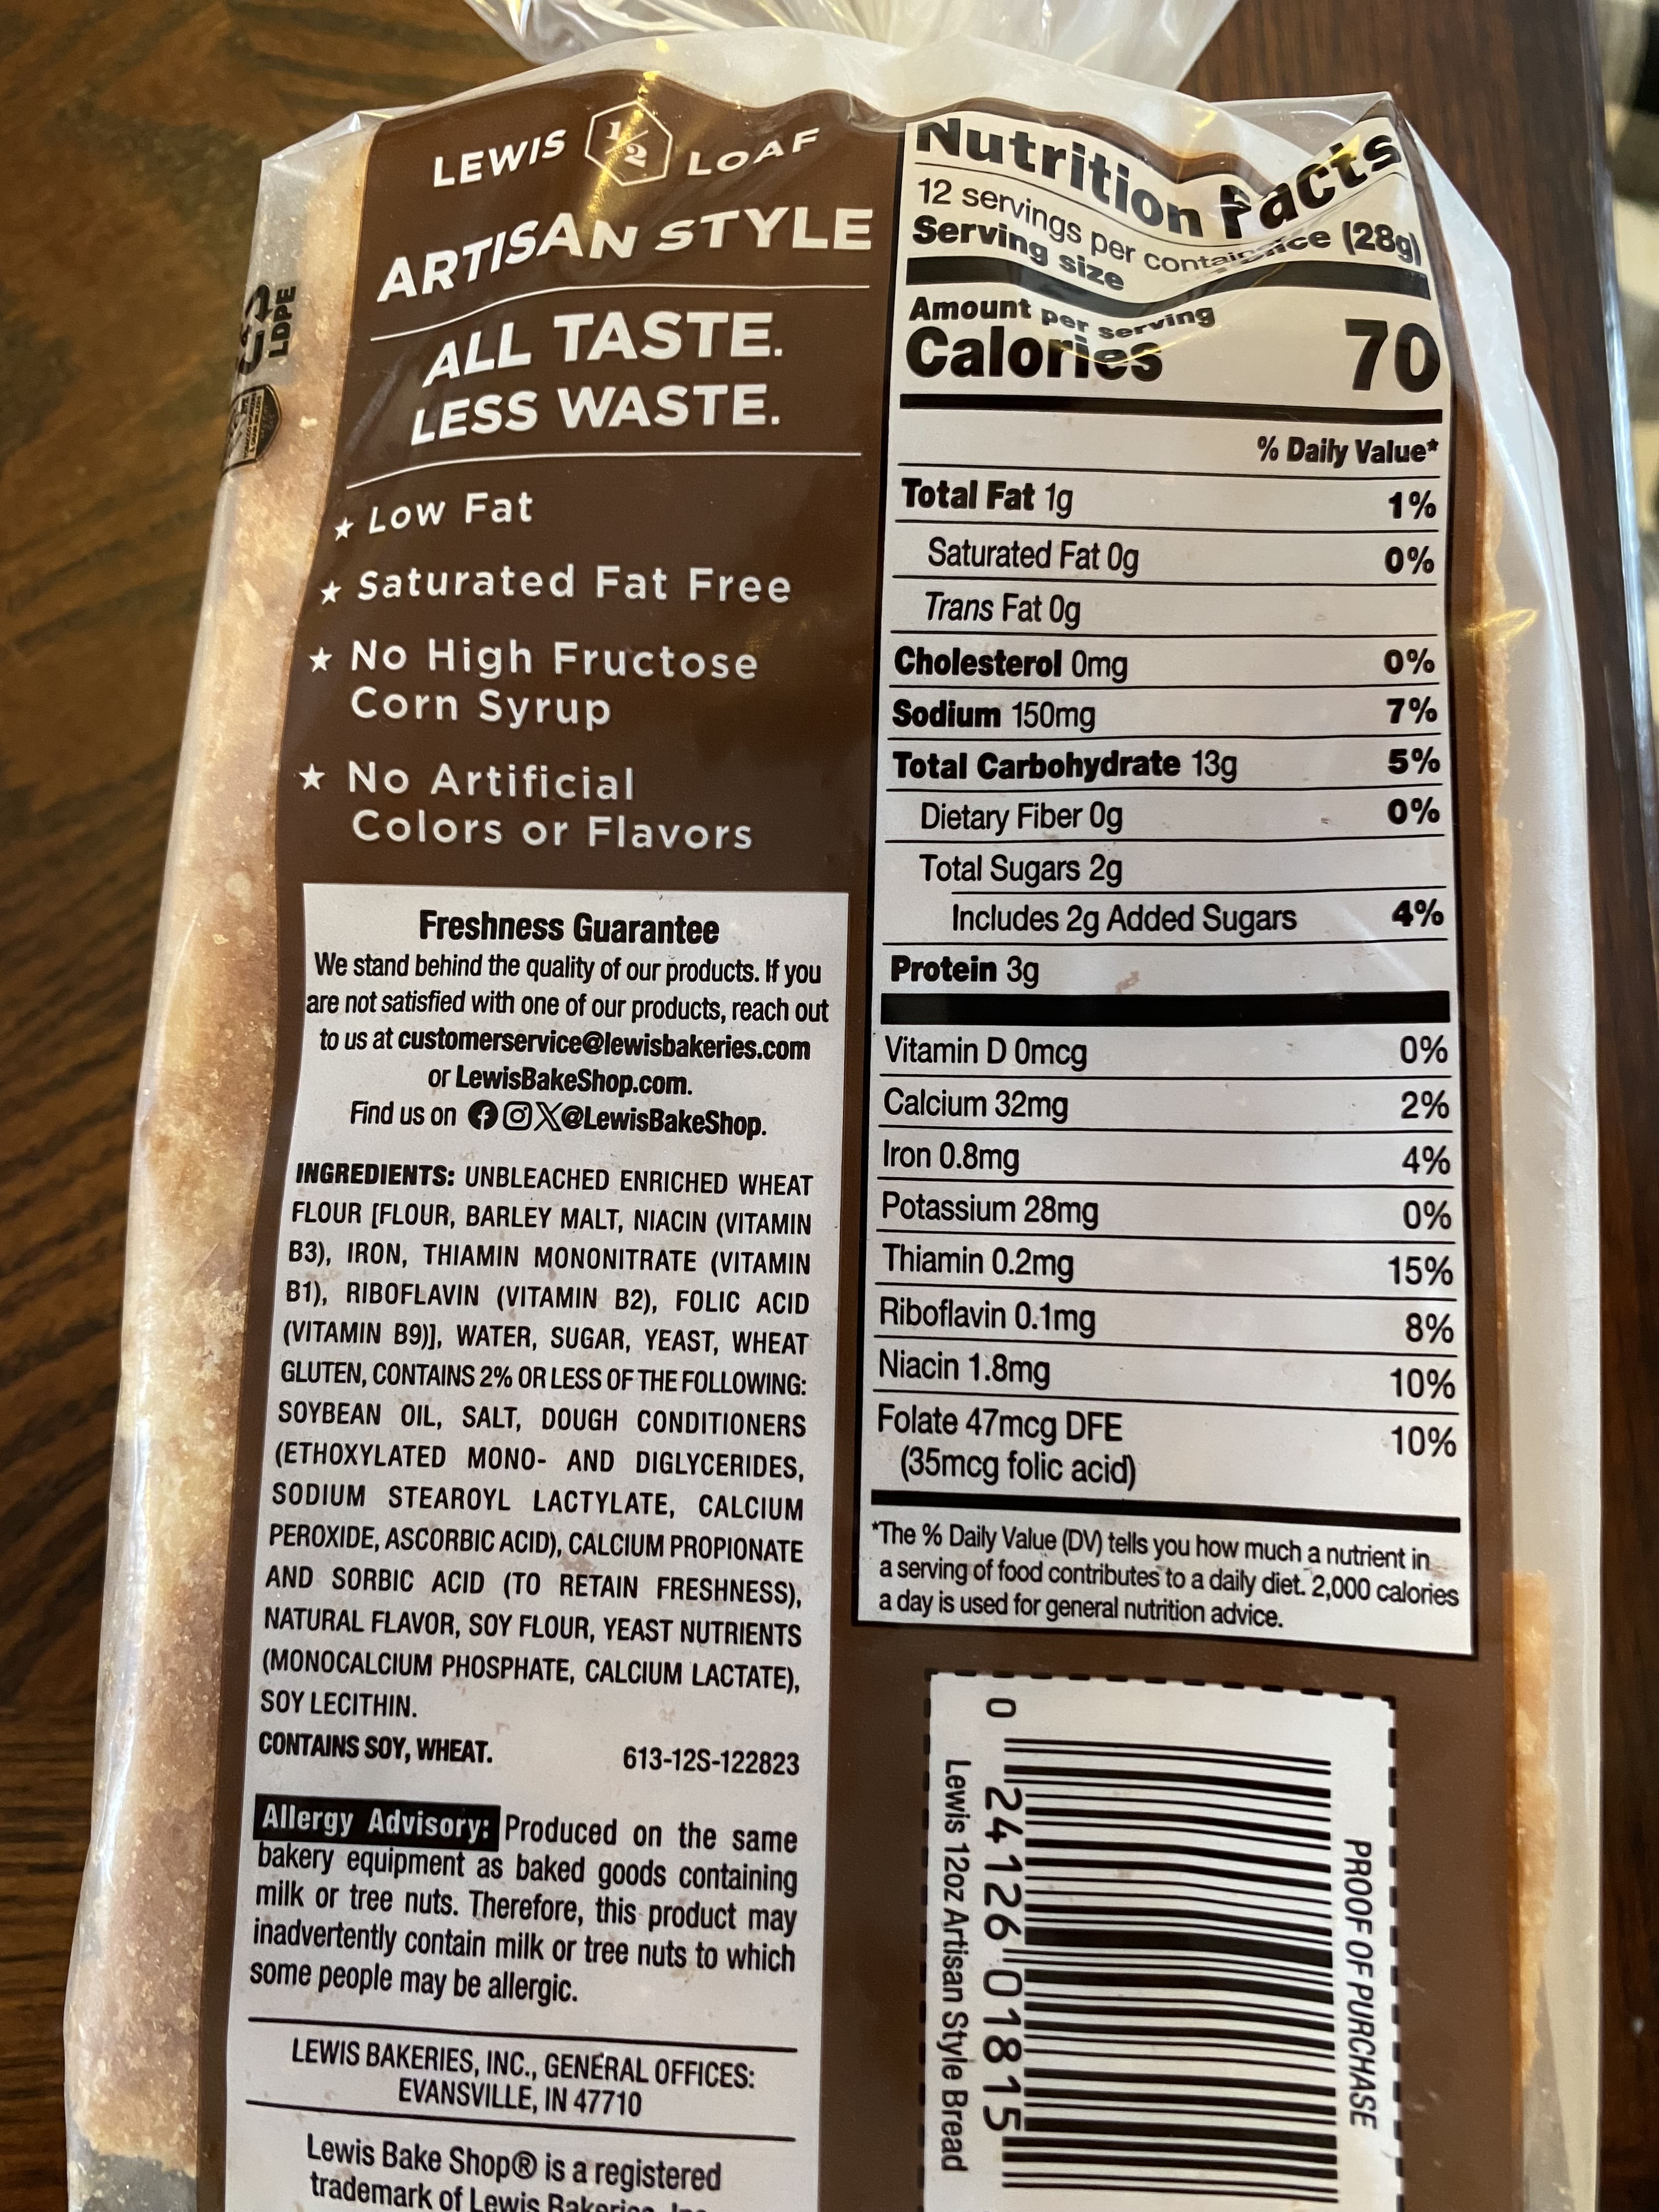 LEWIS 1/2 LOAF
ARTISAN STYLE
ALL TASTE.
LESS WASTE.
★ Low Fat
★ Saturated Fat Free
★ No High Fructose
Corn Syrup
★ No Artificial
Colors or Flavors
LDPE
Freshness Guarantee
We stand behind the quality of our products. If you
are not satisfied with one of our products, reach out
to us at customerservice@lewisbakeries.com
or LewisBakeShop.com.
Find us on @LewisBakeShop.
INGREDIENTS: UNBLEACHED ENRICHED WHEAT
FLOUR [FLOUR, BARLEY MALT, NIACIN (VITAMIN
B3), IRON, THIAMIN MONONITRATE (VITAMIN
B1), RIBOFLAVIN (VITAMIN B2), FOLIC ACID
(VITAMIN B9)], WATER, SUGAR, YEAST, WHEAT
GLUTEN, CONTAINS 2% OR LESS OF THE FOLLOWING:
SOYBEAN OIL, SALT, DOUGH CONDITIONERS
(ETHOXYLATED MONO- AND DIGLYCERIDES,
SODIUM STEAROYL LACTYLATE, CALCIUM
PEROXIDE, ASCORBIC ACID), CALCIUM PROPIONATE
AND SORBIC ACID (TO RETAIN FRESHNESS),
NATURAL FLAVOR, SOY FLOUR, YEAST NUTRIENTS
(MONOCALCIUM PHOSPHATE, CALCIUM LACTATE),
SOY LECITHIN.
CONTAINS SOY, WHEAT. 613-12S-122823
Allergy Advisory: Produced on the same
bakery equipment as baked goods containing
milk or tree nuts. Therefore, this product may
inadvertently contain milk or tree nuts to which
some people may be allergic.
LEWIS BAKERIES, INC., GENERAL OFFICES:
EVANSVILLE, IN 47710
Lewis Bake Shop® is a registered
trademark of Lewis Bakeries, Inc.
Nutrition Facts
12 servings per
Serving size (28g)
Amount per serving
Calories 70
% Daily Value*
Total Fat 1g 1%
Saturated Fat 0g 0%
Trans Fat 0g
Cholesterol 0mg 0%
Sodium 150mg 7%
Total Carbohydrate 13g 5%
Dietary Fiber 0g 0%
Total Sugars 2g
Includes 2g Added Sugars 4%
Protein 3g
Vitamin D 0mcg 0%
Calcium 32mg 2%
Iron 0.8mg 4%
Potassium 28mg 0%
Thiamin 0.2mg 15%
Riboflavin 0.1mg 8%
Niacin 1.8mg 10%
Folate 47mcg DFE 10%
(35mcg folic acid)
*The % Daily Value (DV) tells you how much a nutrient in
a serving of food contributes to a daily diet. 2,000 calories
a day is used for general nutrition advice.
PROOF OF PURCHASE
0 24126 01815
Lewis 12oz Artisan Style Bread